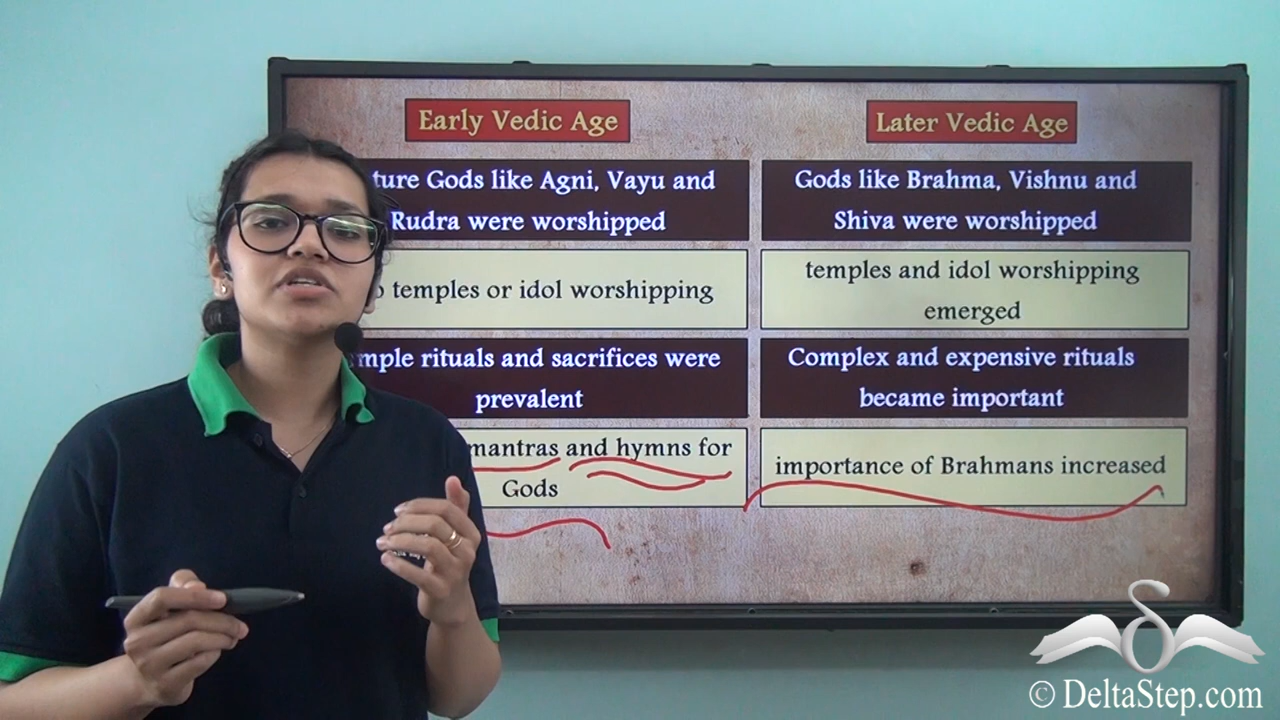 Early Vedic Age
Later Vedic Age
ture Gods like Agni, Vayu and
Rudra were worshipped
Gods like Brahma, Vishnu and
Shiva were worshipped
temples or idol worshipping
temples and idol worshipping
emerged
mple rituals and sacrifices were
prevalent
Complex and expensive rituals
became important
mantras and hymns for
Gods
importance of Brahmans increased
© DeltaStep.com